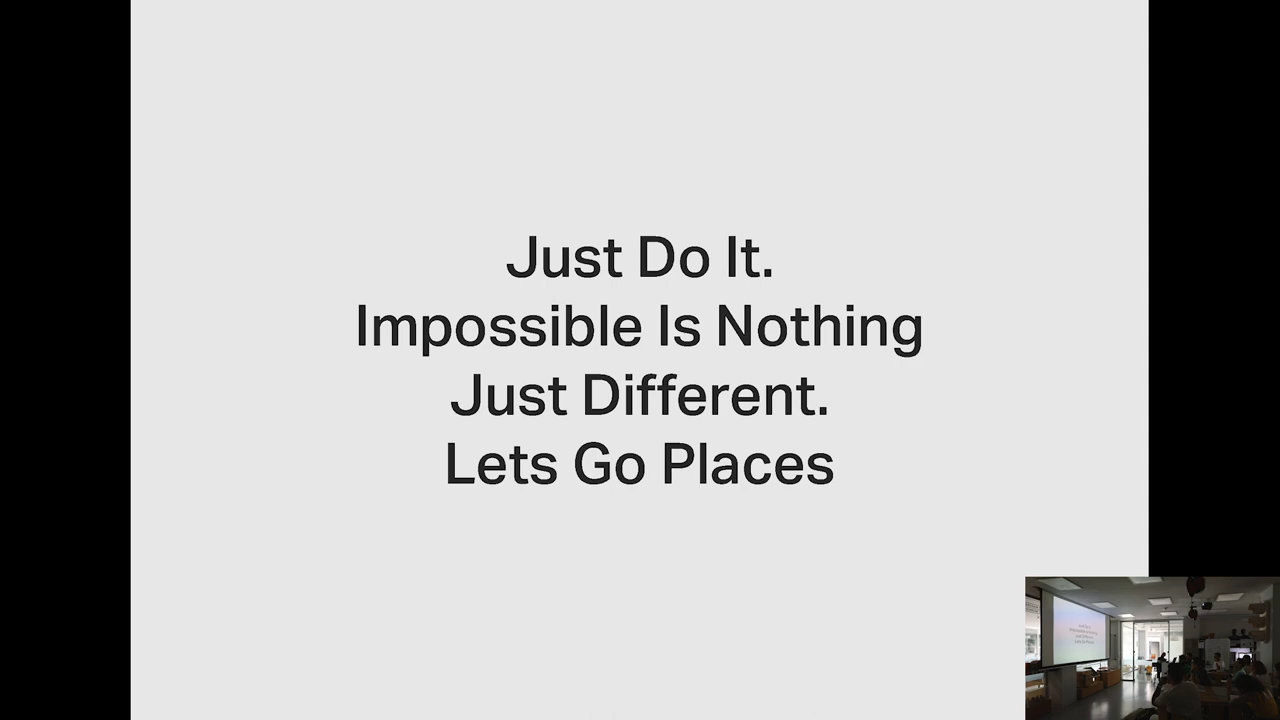 Just Do It.
Impossible Is Nothing
Just Different.
Lets Go Places